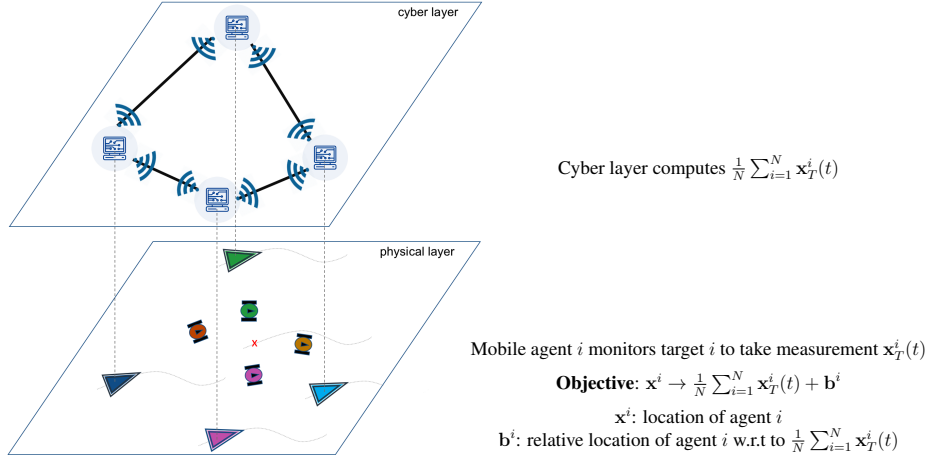 cyber layer
Cyber layer computes $\frac{1}{N} \sum_{i=1}^{N} \mathbf{x}_T^i(t)$
physical layer
x
Mobile agent $i$ monitors target $i$ to take measurement $\mathbf{x}_T^i(t)$
Objective: $\mathbf{x}^i \rightarrow \frac{1}{N} \sum_{i=1}^{N} \mathbf{x}_T^i(t) + \mathbf{b}^i$
$\mathbf{x}^i$: location of agent $i$
$\mathbf{b}^i$: relative location of agent $i$ w.r.t to $\frac{1}{N} \sum_{i=1}^{N} \mathbf{x}_T^i(t)$